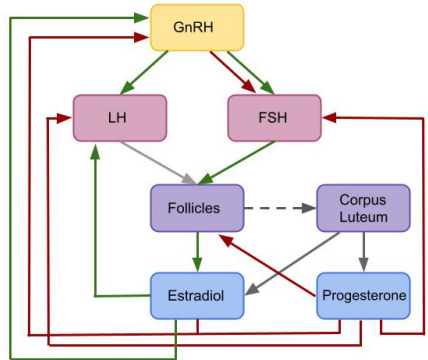 GnRH
LH
FSH
Follicles
Corpus
Luteum
Estradiol
Progesterone